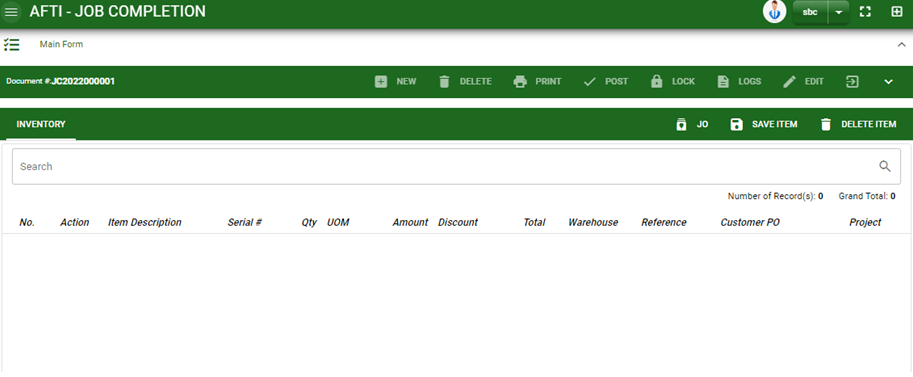 AFTI - JOB COMPLETION sbc
Main Form
Document #:JC2022000001 NEW DELETE PRINT POST LOCK LOGS EDIT
INVENTORY JO SAVE ITEM DELETE ITEM
Search
Number of Record(s): 0 Grand Total: 0
No. Action Item Description Serial # Qty UOM Amount Discount Total Warehouse Reference Customer PO Project